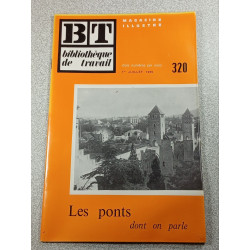 BT
bibliothèque
de travail
MAGAZINE
ILLUSTRÉ
320
Les ponts
dont on parle